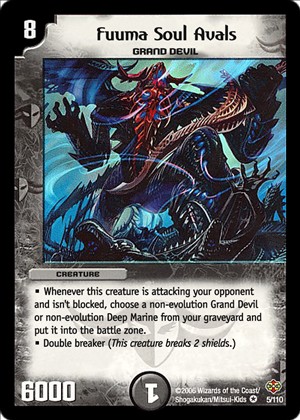 8
Fuuma Soul Avals
GRAND DEVIL
CREATURE
▪ Whenever this creature is attacking your opponent
and isn't blocked, choose a non-evolution Grand Devil
or non-evolution Deep Marine from your graveyard and
put it into the battle zone.
▪ Double breaker (This creature breaks 2 shields.)
6000
1
©2006 Wizards of the Coast/
Shogakukan/Mitsui-Kids ✪ 5/110